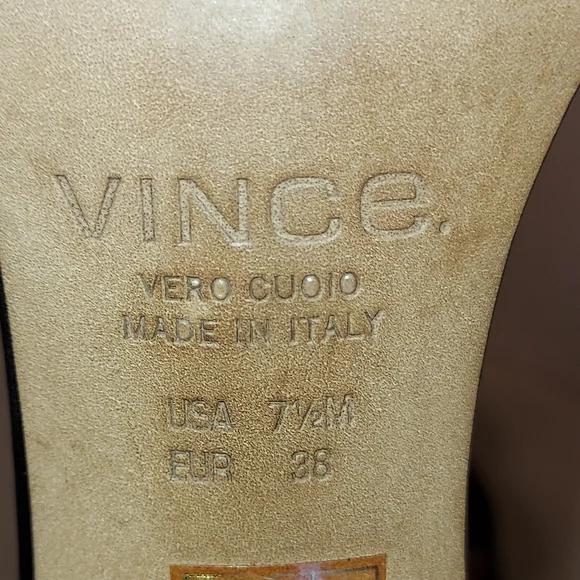 VINCe.
VERO CUOIO
MADE IN ITALY
USA 7½M
EUR 38